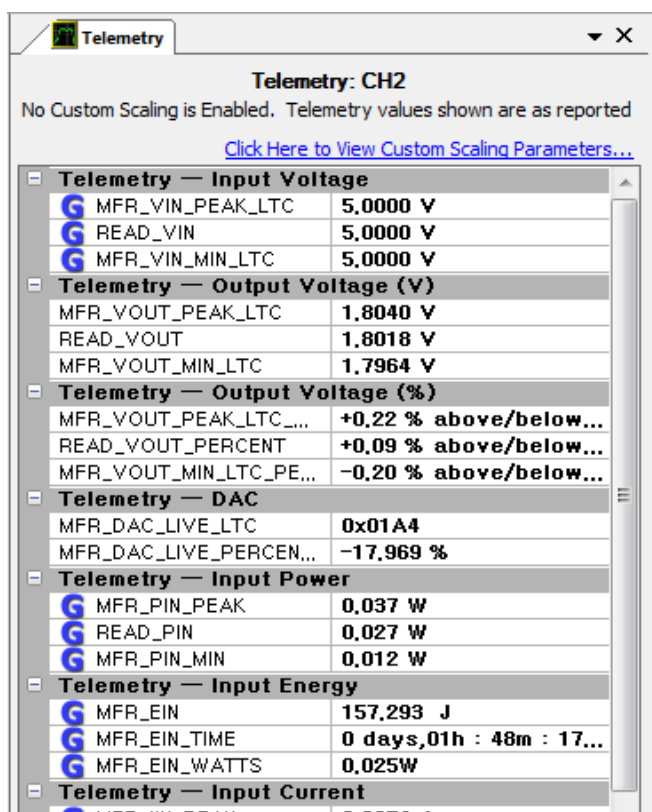 Telemetry
Telemetry: CH2
No Custom Scaling is Enabled. Telemetry values shown are as reported
Click Here to View Custom Scaling Parameters...
Telemetry — Input Voltage
G MFR_VIN_PEAK_LTC 5.0000 V
G READ_VIN 5.0000 V
G MFR_VIN_MIN_LTC 5.0000 V
Telemetry — Output Voltage (V)
MFR_VOUT_PEAK_LTC 1.8040 V
READ_VOUT 1.8018 V
MFR_VOUT_MIN_LTC 1.7964 V
Telemetry — Output Voltage (%)
MFR_VOUT_PEAK_LTC_... +0.22 % above/below...
READ_VOUT_PERCENT +0.09 % above/below...
MFR_VOUT_MIN_LTC_PE... -0.20 % above/below...
Telemetry — DAC
MFR_DAC_LIVE_LTC 0x01A4
MFR_DAC_LIVE_PERCEN... -17.969 %
Telemetry — Input Power
G MFR_PIN_PEAK 0.037 W
G READ_PIN 0.027 W
G MFR_PIN_MIN 0.012 W
Telemetry — Input Energy
G MFR_EIN 157.293 J
G MFR_EIN_TIME 0 days,01h : 48m : 17...
G MFR_EIN_WATTS 0.025W
Telemetry — Input Current